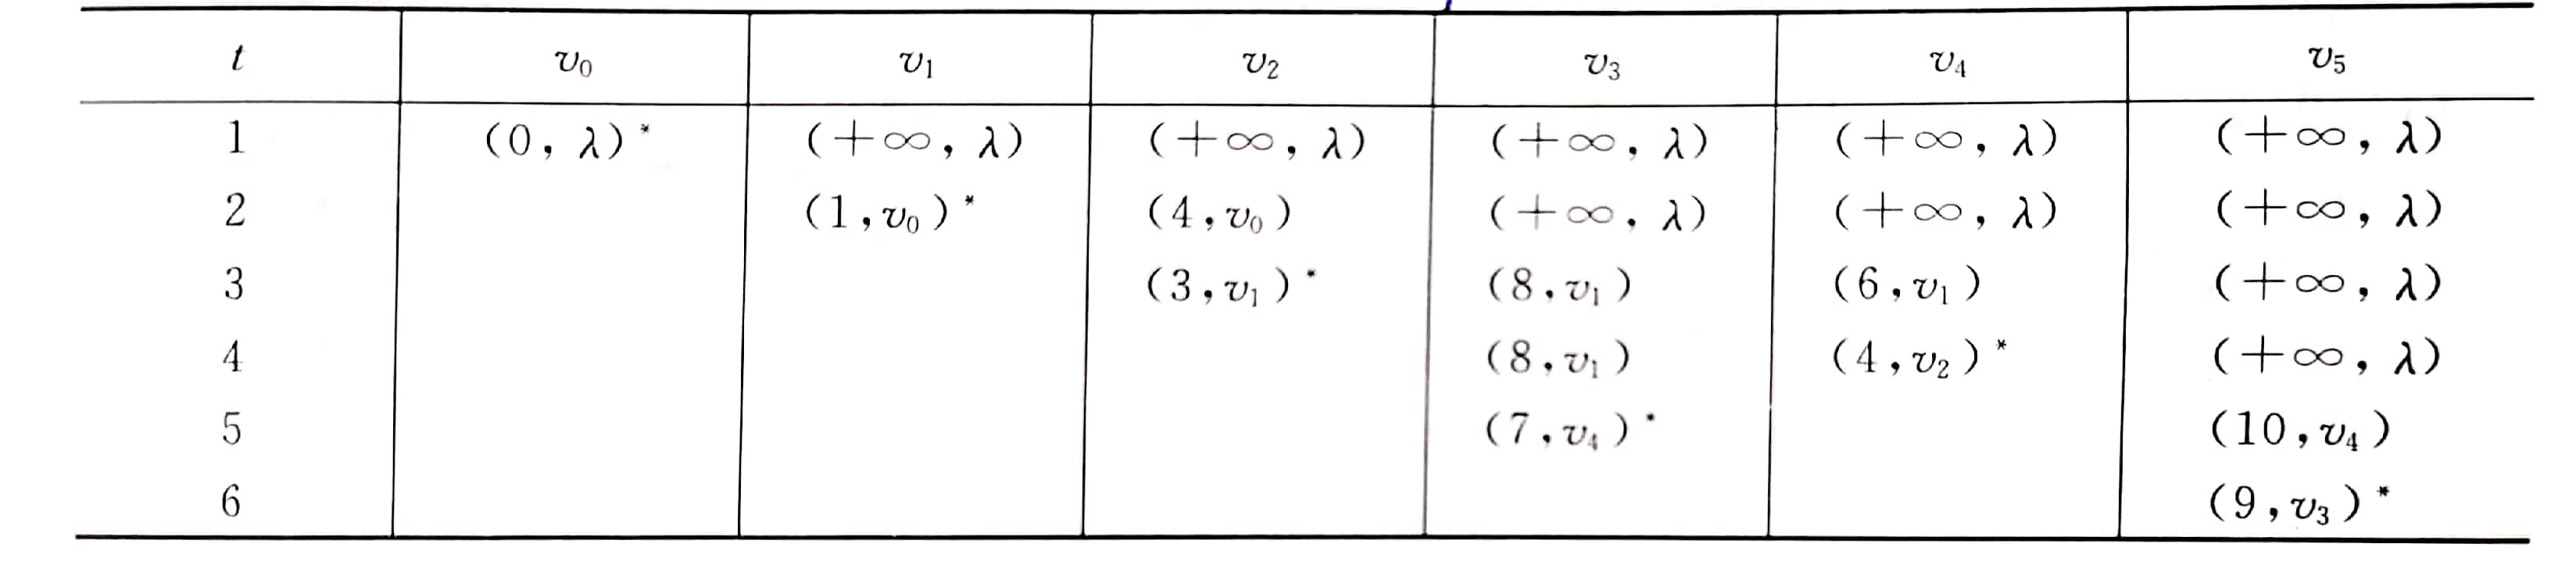 t v₀ v₁ v₂ v₃ v₄ v₅
1 (0, λ)* (+∞, λ) (+∞, λ) (+∞, λ) (+∞, λ) (+∞, λ)
2 (1, v₀)* (4, v₀) (+∞, λ) (+∞, λ) (+∞, λ)
3 (3, v₁)* (8, v₁) (6, v₁) (+∞, λ)
4 (8, v₁) (4, v₂)* (+∞, λ)
5 (7, v₄)* (10, v₄)
6 (9, v₃)*